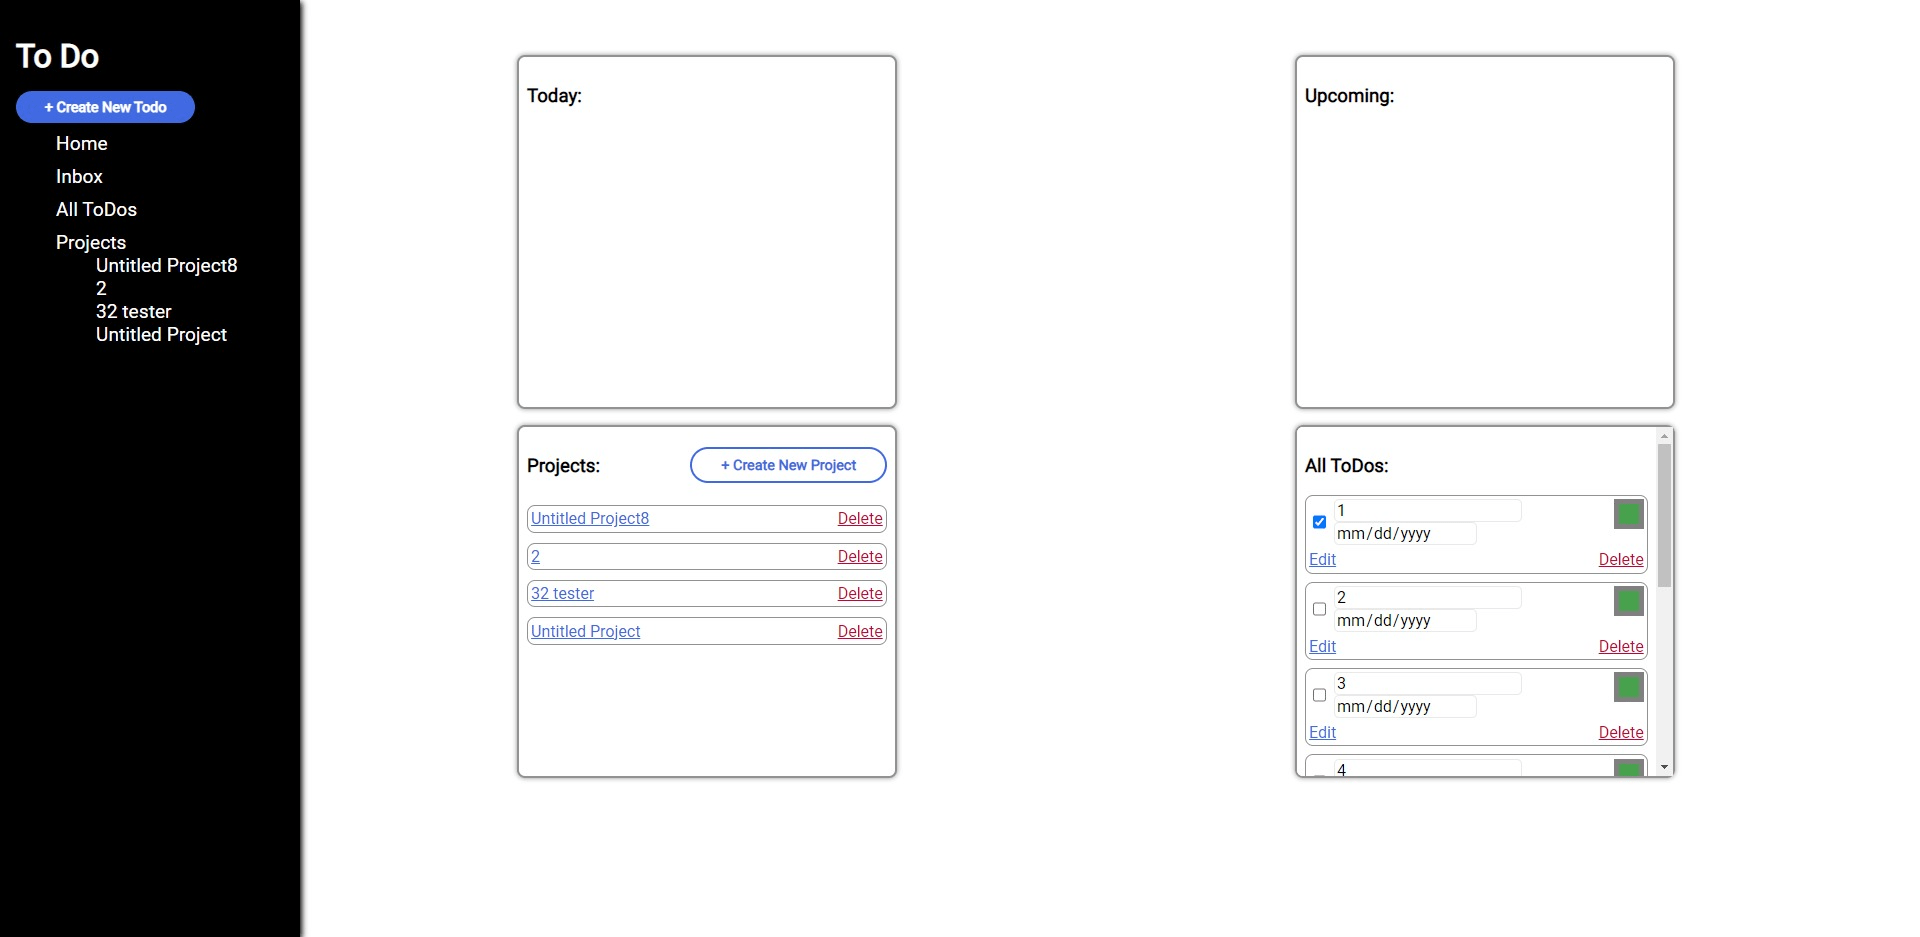 To Do
+ Create New Todo
Home
Inbox
All ToDos
Projects
Untitled Project8
2
32 tester
Untitled Project
Today:
Upcoming:
Projects:
+ Create New Project
Untitled Project8 Delete
2 Delete
32 tester Delete
Untitled Project Delete
All ToDos:
1
mm/dd/yyyy
Edit Delete
2
mm/dd/yyyy
Edit Delete
3
mm/dd/yyyy
Edit Delete
4